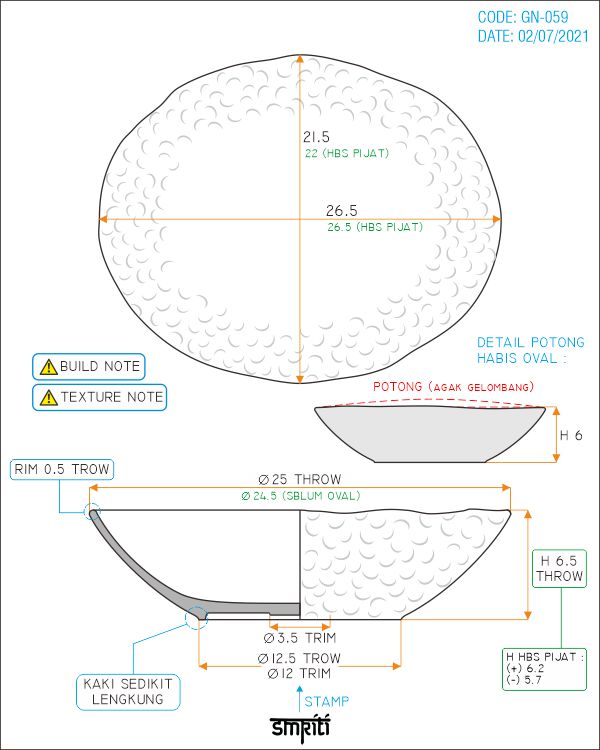 CODE: GN-059
DATE: 02/07/2021
21.5
22 (HBS PIJAT)
26.5
26.5 (HBS PIJAT)
DETAIL POTONG
HABIS OVAL :
BUILD NOTE
TEXTURE NOTE
POTONG (AGAK GELOMBANG)
H 6
RIM 0.5 TROW
Ø 25 THROW
Ø 24.5 (SBLUM OVAL)
H 6.5
THROW
Ø 3.5 TRIM
Ø 12.5 TROW
Ø 12 TRIM
H HBS PIJAT :
(+) 6.2
(-) 5.7
KAKI SEDIKIT
LENGKUNG
STAMP
smriti